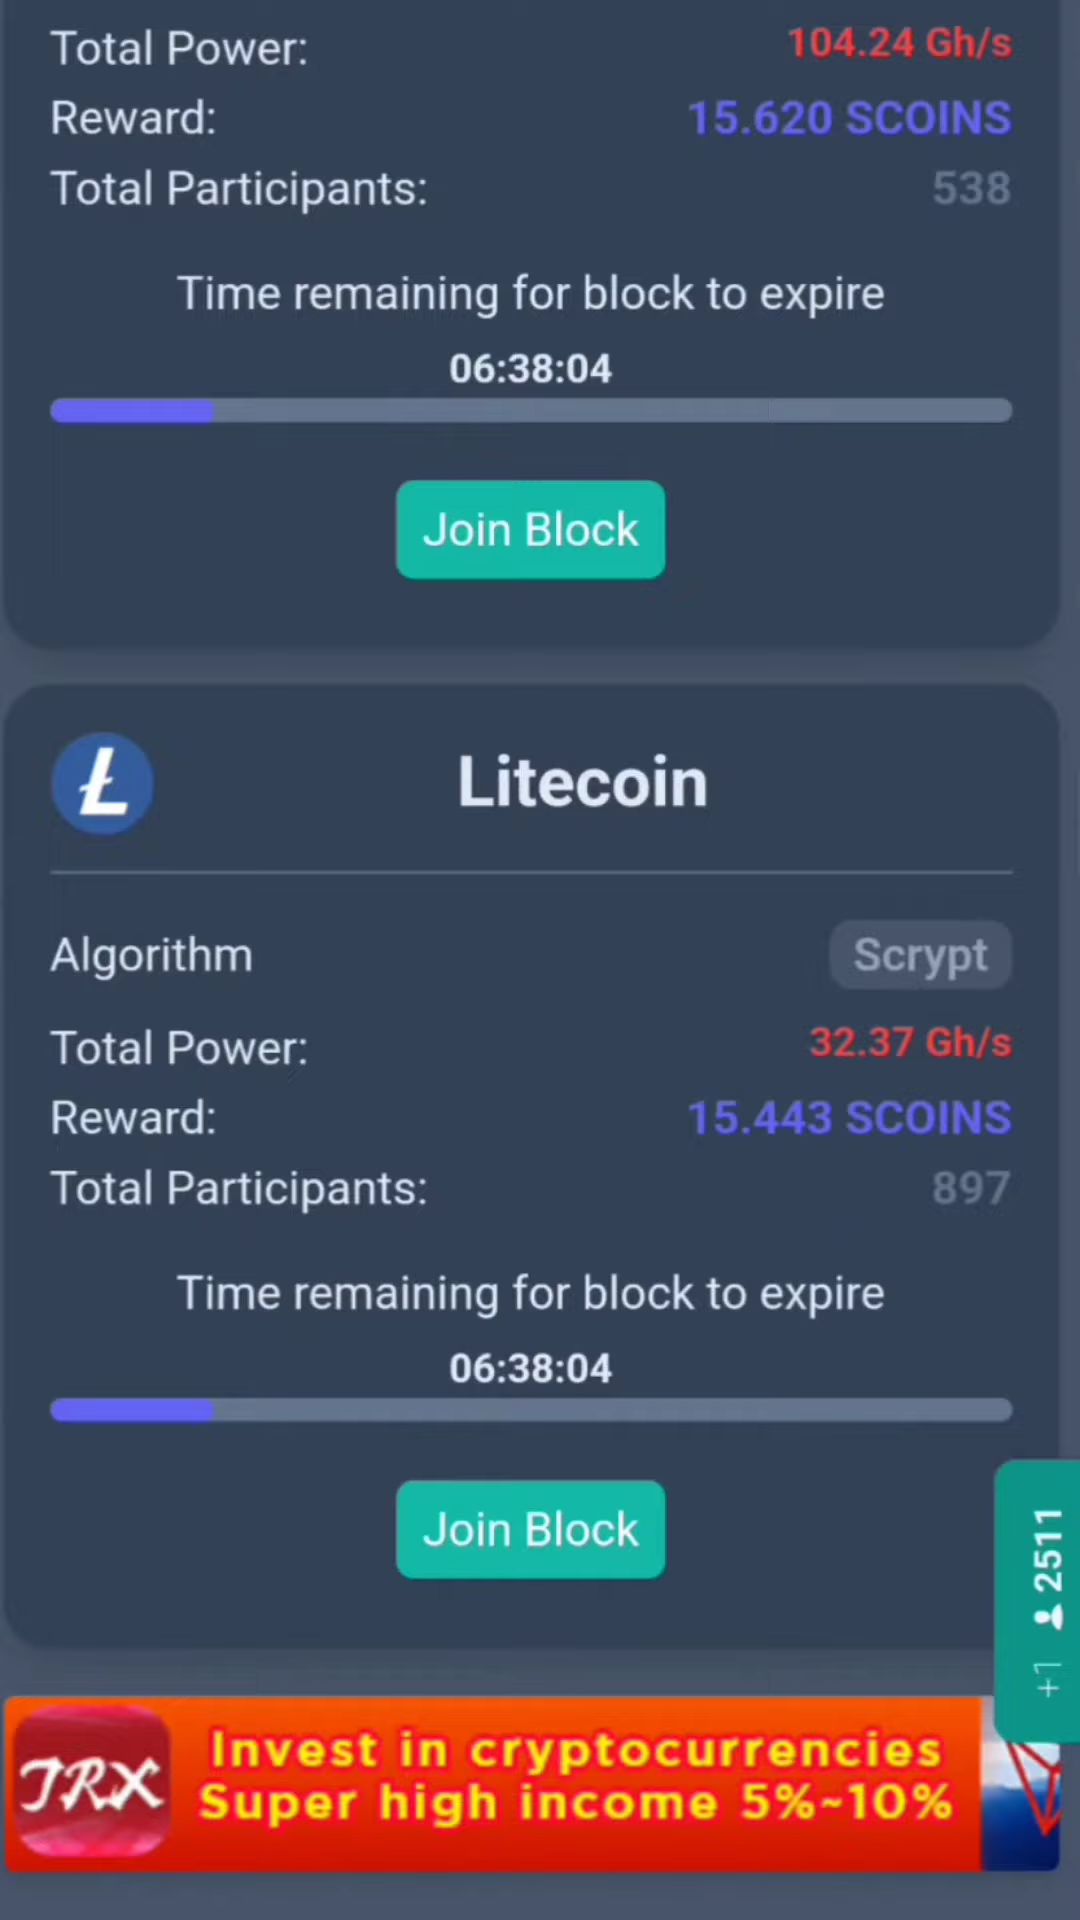 Total Power: 104.24 Gh/s
Reward: 15.620 SCOINS
Total Participants: 538
Time remaining for block to expire
06:38:04
Join Block
Ł
Litecoin
Algorithm Scrypt
Total Power: 32.37 Gh/s
Reward: 15.443 SCOINS
Total Participants: 897
Time remaining for block to expire
06:38:04
Join Block
+1 2511
TRX
Invest in cryptocurrencies
Super high income 5%~10%